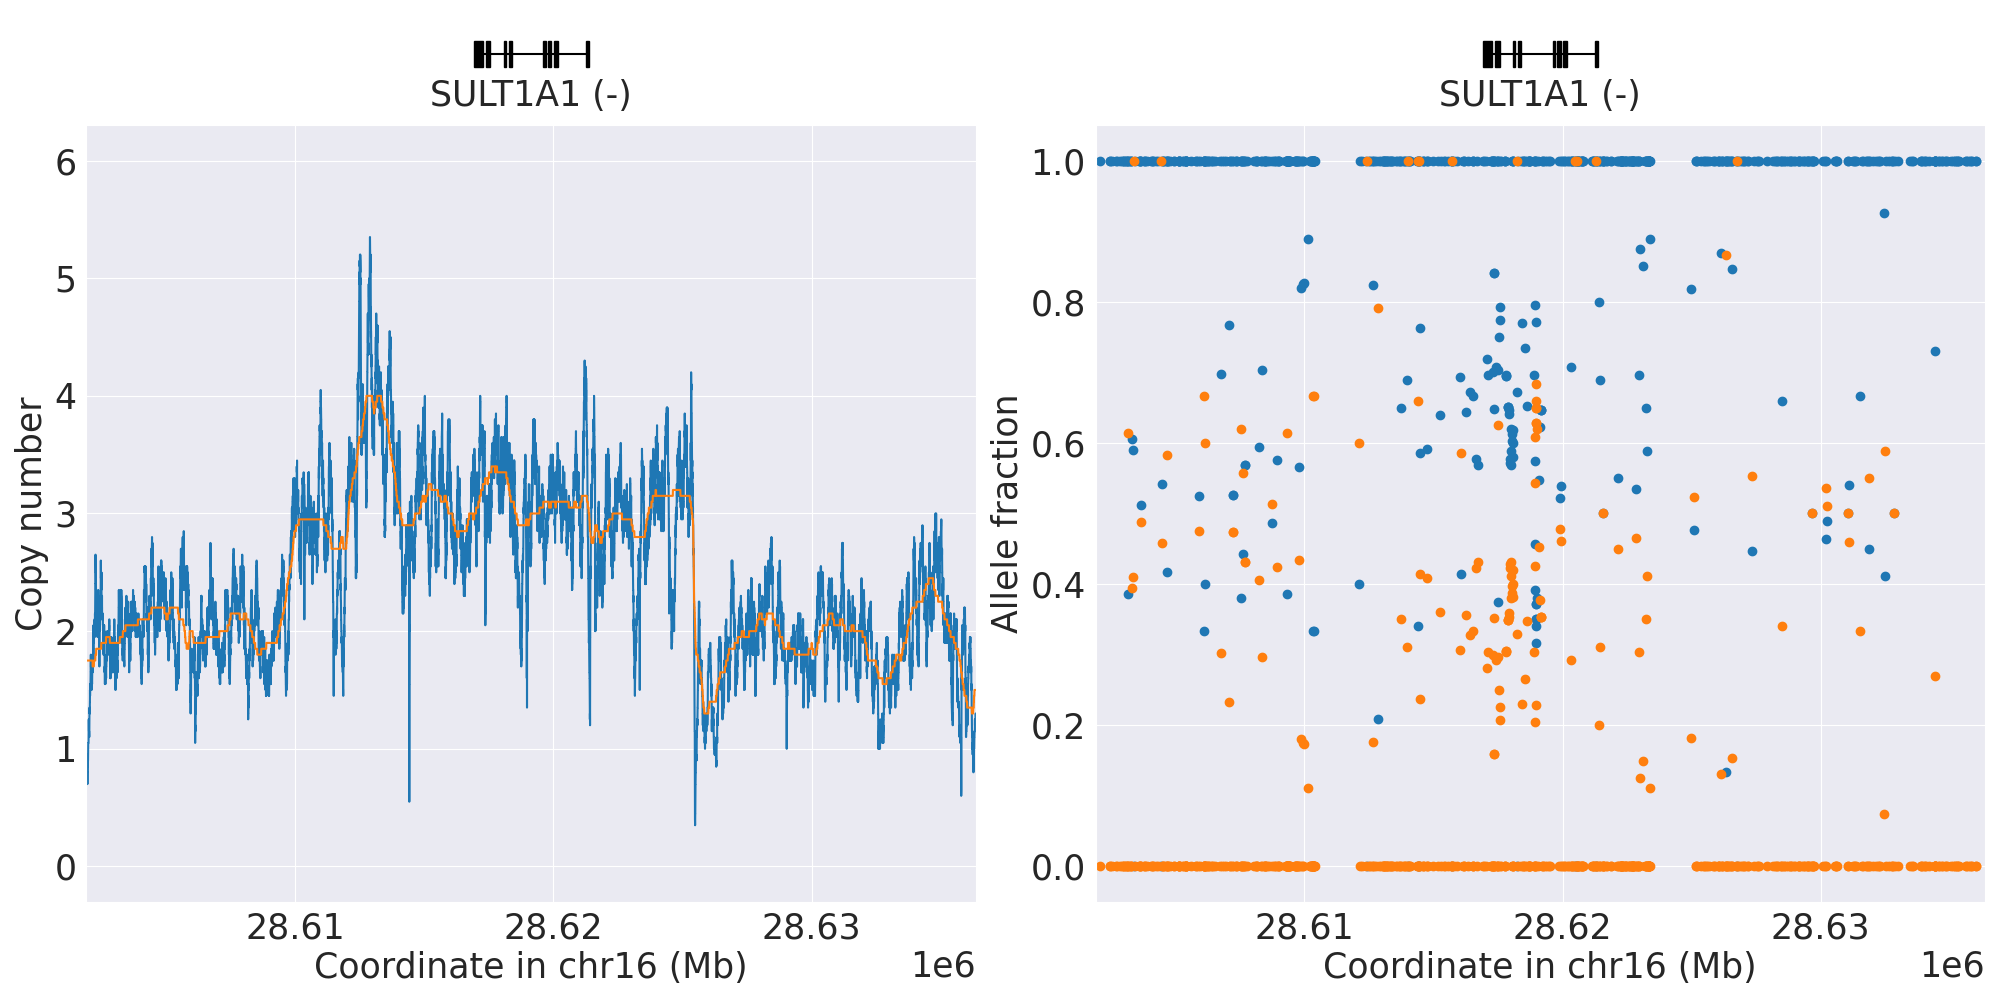 SULT1A1 (-)
Copy number
6
5
4
3
2
1
0
28.61
28.62
28.63
Coordinate in chr16 (Mb)
1e6
SULT1A1 (-)
Allele fraction
1.0
0.8
0.6
0.4
0.2
0.0
28.61
28.62
28.63
Coordinate in chr16 (Mb)
1e6